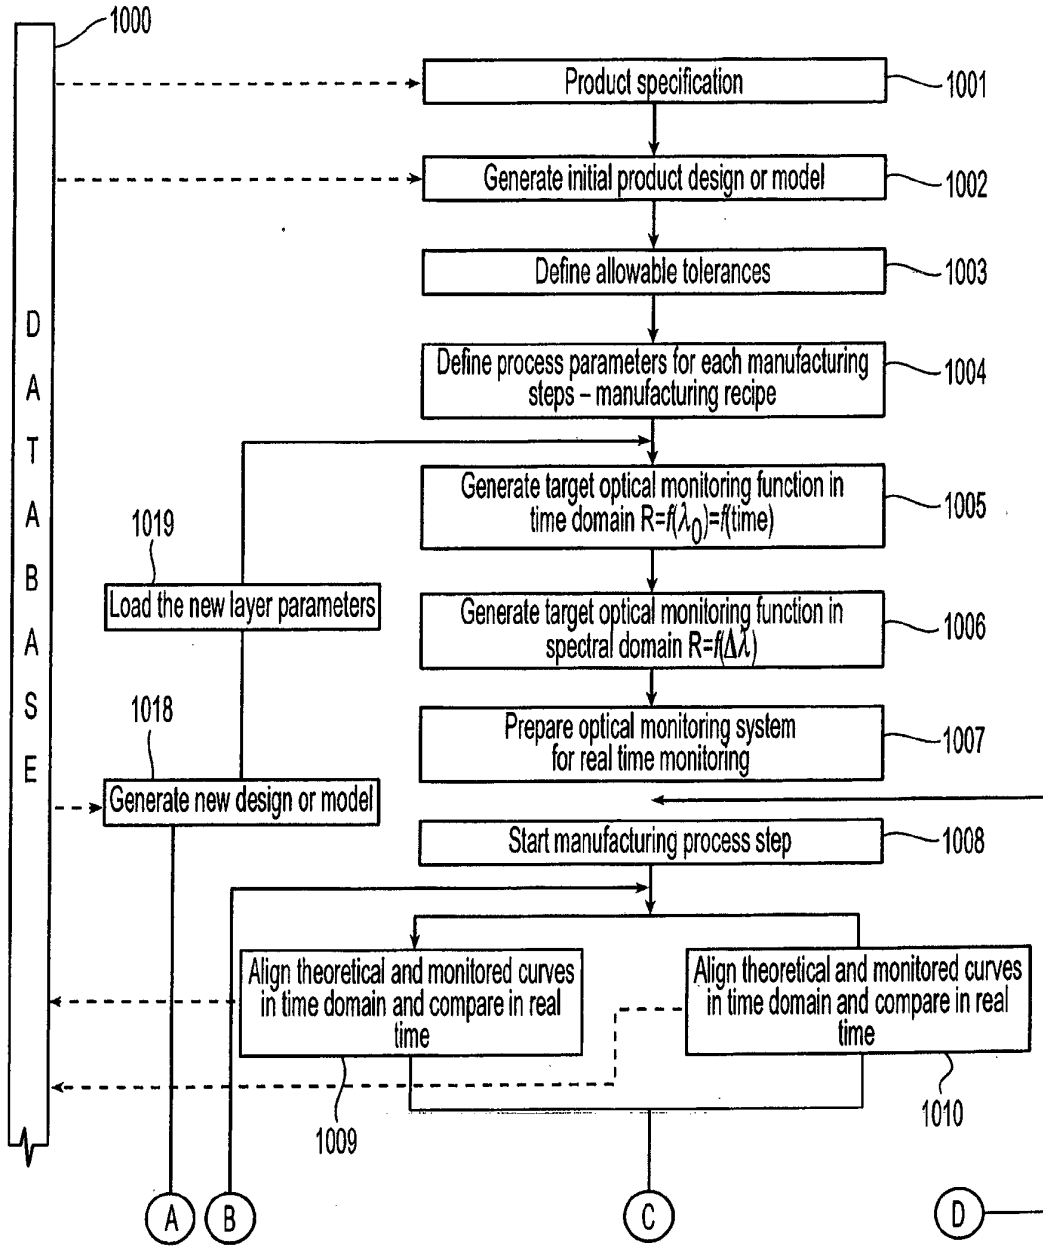 1000
Product specification
1001
Generate initial product design or model
1002
Define allowable tolerances
1003
Define process parameters for each manufacturing
steps – manufacturing recipe
1004
Generate target optical monitoring function in
time domain R=f(λ0)=f(time)
1005
1019
Load the new layer parameters
Generate target optical monitoring function in
spectral domain R=f(Δλ)
1006
1018
Generate new design or model
Prepare optical monitoring system
for real time monitoring
1007
DATABASE
Start manufacturing process step
1008
Align theoretical and monitored curves
in time domain and compare in real
time
1009
Align theoretical and monitored curves
in time domain and compare in real
time
1010
A
B
C
D